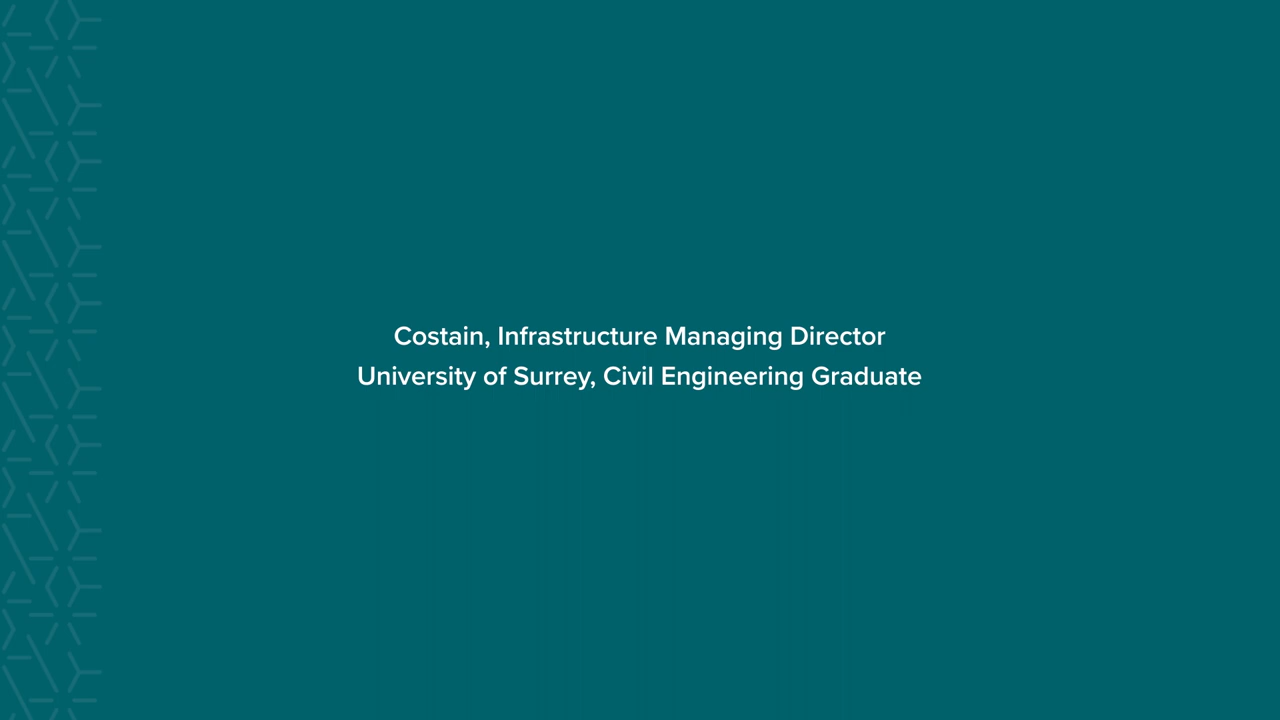 Costain, Infrastructure Managing Director
University of Surrey, Civil Engineering Graduate